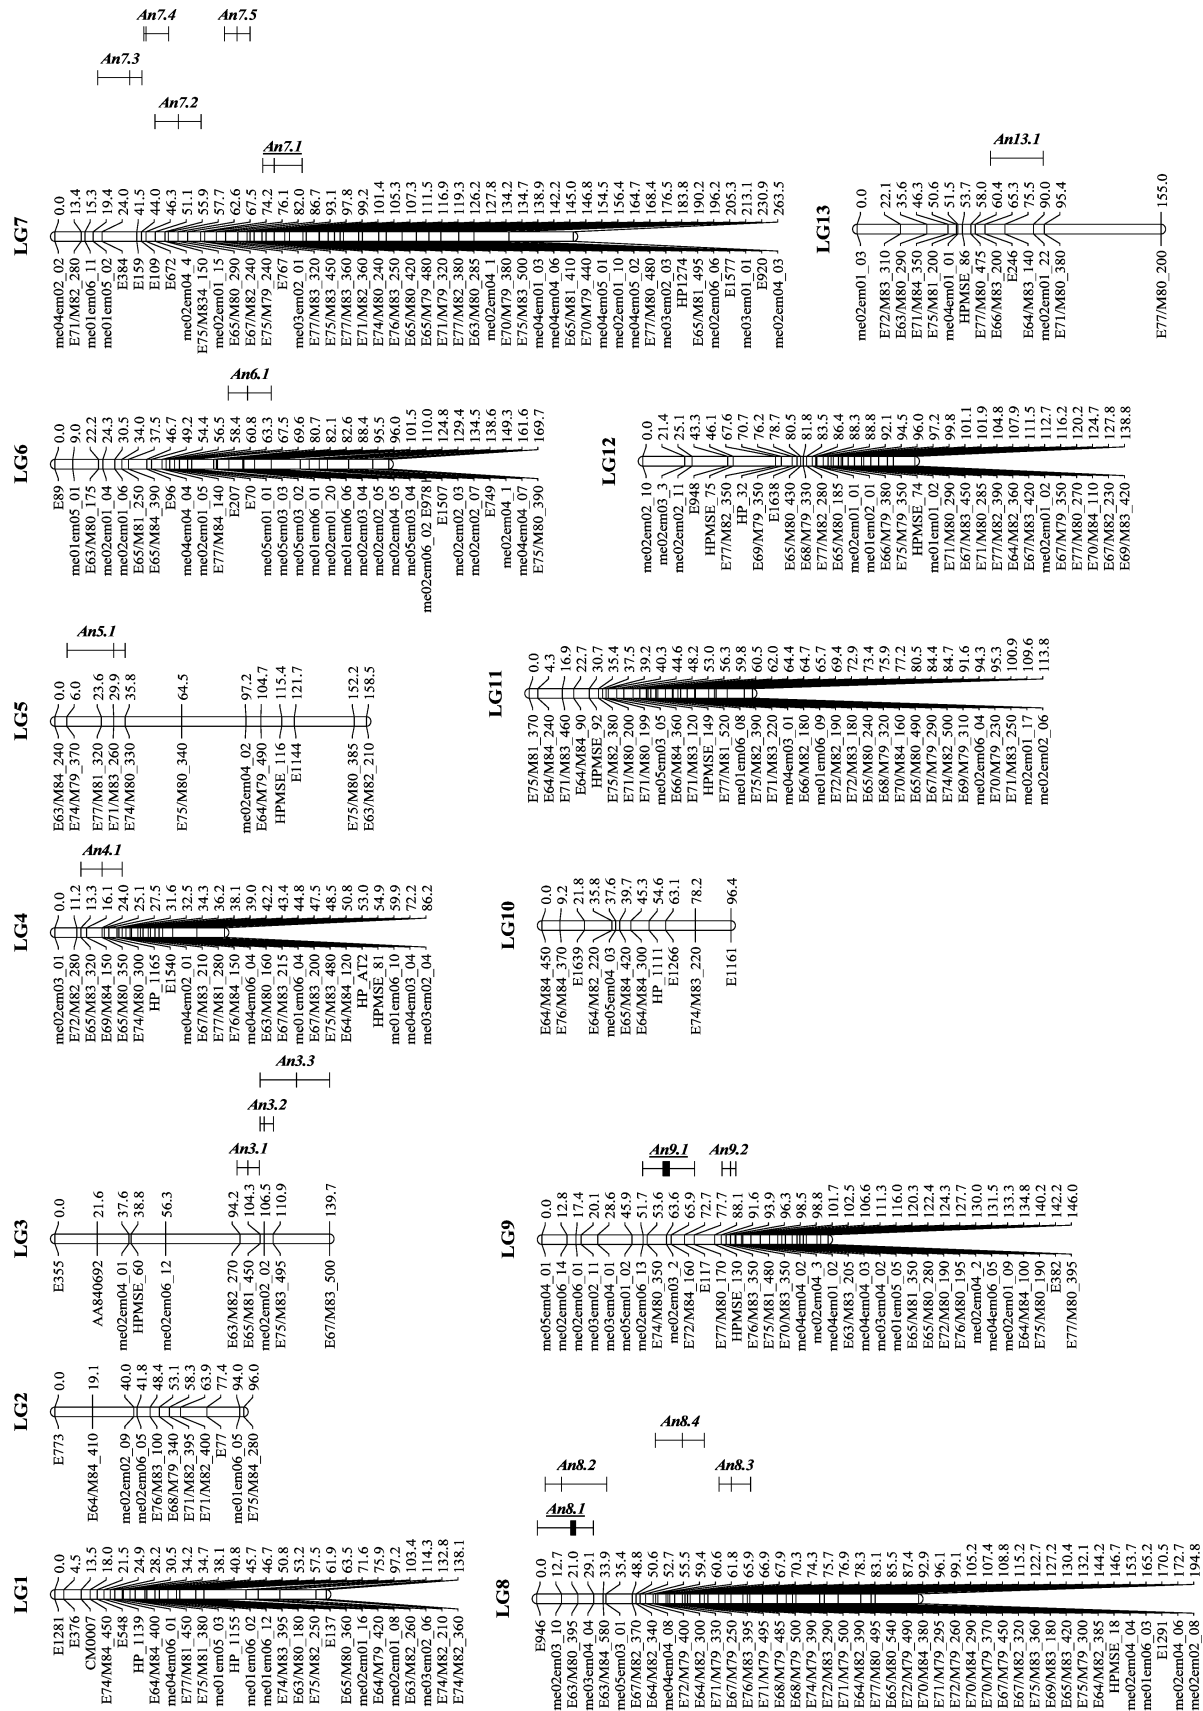 LG1
E1281 0.0
E376 4.5
CM0007 13.5
E74/M84_450 18.0
E548 21.5
HP_1139 24.9
E64/M84_400 28.2
me04em06_01 30.5
E77/M81_450 34.2
E75/M81_380 34.7
me01em05_03 38.1
HP_1155 40.8
me01em06_02 45.7
me01em06_12 46.7
E74/M83_395 50.8
E63/M80_180 53.2
E75/M82_250 57.5
E137 61.9
E65/M80_360 63.5
me02em01_16 71.6
E64/M79_420 75.9
me02em01_08 97.2
E63/M82_260 103.4
me03em02_06 114.3
E74/M82_210 132.8
E74/M82_360 138.1
LG2
E773 0.0
E64/M84_410 19.1
me02em02_09 40.0
me02em06_05 41.8
E76/M83_100 48.4
E68/M79_340 53.1
E71/M82_395 58.3
E71/M82_400 63.9
E77 77.4
me01em06_05 94.0
E75/M84_280 96.0
LG3
E355 0.0
AA840692 21.6
me02em04_01 37.6
HPMSE_60 38.8
me02em06_12 56.3
E63/M82_270 94.2
E65/M81_450 104.3
me02em02_02 106.5
E75/M83_495 110.9
E67/M83_500 139.7
An3.1
An3.2
An3.3
LG4
me02em03_01 0.0
E72/M82_280 11.2
E65/M83_320 13.3
E69/M84_150 16.1
E65/M80_350 24.0
E74/M80_300 25.1
HP_1165 27.5
E1540 31.6
me04em02_01 32.5
E67/M83_210 34.3
E77/M81_280 36.2
E76/M84_150 38.1
me04em06_04 39.0
E63/M80_160 42.2
E67/M83_215 43.4
me01em06_04 44.8
E67/M83_200 47.5
E75/M83_480 48.5
E64/M84_120 50.8
HP_AT2 53.0
HPMSE_81 54.9
me01em06_10 59.9
me04em03_04 72.2
me03em02_04 86.2
An4.1
LG5
E63/M84_240 0.0
E74/M79_370 6.0
E77/M81_320 23.6
E71/M83_260 29.9
E74/M80_330 35.8
E75/M80_340 64.5
me02em04_02 97.2
E64/M79_490 104.7
HPMSE_116 115.4
E1144 121.7
E75/M80_385 152.2
E63/M82_210 158.5
An5.1
LG6
E89 0.0
me01em05_01 9.0
E63/M80_175 22.2
me02em01_04 24.3
me02em01_06 30.5
E65/M81_250 34.0
E65/M84_390 37.5
E96 46.7
me04em04_04 49.2
me02em01_05 54.4
E77/M84_140 56.5
E207 58.4
E70 60.8
me05em01_01 63.3
me05em03_03 67.5
me05em03_02 69.6
me01em06_01 80.7
me02em01_20 82.1
me01em06_06 82.6
me02em02_04 88.4
me02em02_05 95.5
me04em02_05 96.0
me05em03_04 101.5
me02em06_02 E978 110.0
E1507 124.8
me02em02_03 129.4
me02em02_07 134.5
E749 138.6
me02em04_1 149.3
me04em04_07 161.6
E75/M80_390 169.7
An6.1
LG7
me04em02_02 0.0
E71/M82_280 13.4
me01em06_11 15.3
me01em05_02 19.4
E384 24.0
E159 41.5
E109 44.0
E672 46.3
me02em04_4 51.1
E75/M834_150 55.9
me02em01_15 57.7
E65/M80_290 62.6
E67/M82_240 67.5
E75/M79_240 74.2
E767 76.1
me03em02_01 82.0
E77/M83_320 86.7
E75/M81_450 93.1
E77/M83_360 97.8
E71/M82_360 99.2
E74/M80_240 101.4
E76/M83_250 105.3
E65/M80_420 107.3
E65/M79_480 111.5
E71/M79_320 116.9
E77/M82_480 119.3
E63/M80_285 126.2
me02em04_1 127.8
E70/M79_380 134.2
E75/M83_500 134.7
me04em01_03 138.9
me04em04_06 142.2
E65/M81_410 145.0
E70/M79_440 146.8
me04em05_01 154.5
me02em01_10 156.4
me04em05_02 164.7
E77/M80_480 168.4
me03em02_03 176.5
HP1274 183.8
E65/M81_495 190.2
me02em06_06 196.2
E1577 205.3
me03em01_01 213.1
E920 230.9
me02em04_03 263.5
An7.1
An7.2
An7.3
An7.4
An7.5
LG8
E946 0.0
me02em03_10 12.7
E63/M80_395 21.0
me03em04_04 29.1
E63/M84_580 33.9
me05em03_01 35.4
E67/M82_370 48.8
E64/M82_340 50.6
me04em04_08 52.7
E72/M79_400 55.5
E64/M82_300 59.4
E71/M79_330 60.6
E67/M79_250 61.8
E76/M83_395 65.9
E71/M79_485 66.9
E68/M79_485 67.9
E68/M79_500 70.3
E74/M79_390 74.3
E72/M83_290 75.7
E71/M79_500 76.9
E64/M82_390 78.3
E77/M80_495 83.1
E65/M80_540 85.5
E72/M79_490 87.4
E70/M84_380 92.9
E71/M79_295 96.1
E72/M79_260 99.1
E70/M84_290 105.2
E70/M79_370 107.4
E67/M79_450 108.8
E67/M82_320 115.2
E75/M83_360 122.7
E69/M81_180 127.2
E65/M79_420 130.4
E75/M83_300 132.1
E64/M82_385 144.2
HPMSE_18 146.7
me02em04_04 153.7
me01em06_03 165.2
E1291 170.5
me02em04_06 172.7
me02em02_08 194.8
An8.1
An8.2
An8.3
An8.4
LG9
me05em04_01 0.0
me02em06_14 12.8
me02em06_01 17.4
me03em02_11 20.1
me04em03_01 28.6
me05em01_02 45.9
me02em06_13 51.7
E74/M80_350 53.6
me02em03_2 63.6
E72/M84_160 65.9
E117 72.7
E77/M80_170 77.7
HPMSE_130 88.1
E76/M83_350 91.6
E75/M81_480 93.9
E70/M83_350 96.3
me04em04_02 98.5
me02em04_3 98.8
me04em01_02 101.7
E63/M83_205 102.5
me04em04_03 106.6
me03em04_02 111.3
me01em05_05 116.0
E65/M81_350 120.3
E65/M80_280 122.4
E72/M80_190 124.3
E76/M80_195 127.7
me02em04_2 130.0
me04em06_05 131.5
me02em01_09 133.3
E64/M84_100 134.8
E75/M80_190 140.2
E382 142.2
E77/M80_395 146.0
An9.1
An9.2
LG10
E64/M84_450 0.0
E76/M84_370 9.2
E1639 21.8
E64/M82_220 35.8
me05em04_03 37.6
E65/M84_420 39.7
E64/M84_300 45.3
HP_1111 54.6
E1266 63.1
E74/M83_220 78.2
E1161 96.4
LG11
E75/M81_370 0.0
E64/M84_240 4.3
E71/M83_460 16.9
E64/M84_90 22.7
HPMSE_92 30.7
E75/M82_380 35.4
E71/M80_200 37.5
E71/M80_199 39.2
me05em03_05 40.3
E66/M84_360 44.6
E71/M83_120 48.2
HPMSE_149 53.0
E77/M81_520 56.3
me01em06_08 59.8
E75/M82_390 60.5
E71/M83_220 62.0
me04em03_01 64.4
E66/M82_180 64.7
me01em06_09 65.7
E72/M82_190 69.4
E72/M83_180 72.9
E65/M80_240 73.4
E68/M79_320 75.9
E70/M84_160 77.2
E65/M80_490 80.5
E67/M79_290 84.4
E74/M82_500 84.7
E69/M79_310 91.6
me02em06_04 94.3
E70/M79_230 95.3
E71/M83_250 100.9
me02em01_17 109.6
me02em02_06 113.8
LG12
me02em02_10 0.0
me02em03_3 21.4
me02em02_11 25.1
E948 43.3
HPMSE_75 46.1
E77/M82_350 67.6
HP_32 70.7
E69/M79_350 76.2
E1638 78.7
E65/M80_430 80.5
E68/M79_330 81.8
E77/M82_280 83.5
E65/M80_185 86.4
me02em01_01 88.3
me01em02_01 88.8
E66/M79_380 92.1
E75/M79_350 94.5
HPMSE_74 96.0
me01em01_02 97.2
E71/M80_290 99.8
E67/M83_450 101.1
E71/M80_285 101.9
E77/M82_390 104.8
E64/M82_360 107.9
E67/M83_420 111.5
me02em01_02 112.7
E67/M79_350 116.2
E77/M80_270 120.2
E70/M84_110 124.7
E67/M82_230 127.8
E69/M83_420 138.8
LG13
me02em01_03 0.0
E72/M83_310 22.1
E63/M80_290 35.6
E71/M84_350 46.3
E75/M81_200 50.6
me04em01_01 51.5
HPMSE_86 53.7
E77/M80_475 58.0
E66/M83_200 60.4
E246 65.3
E64/M83_140 75.5
me02em01_22 90.0
E71/M80_380 95.4
E77/M80_200 155.0
An13.1